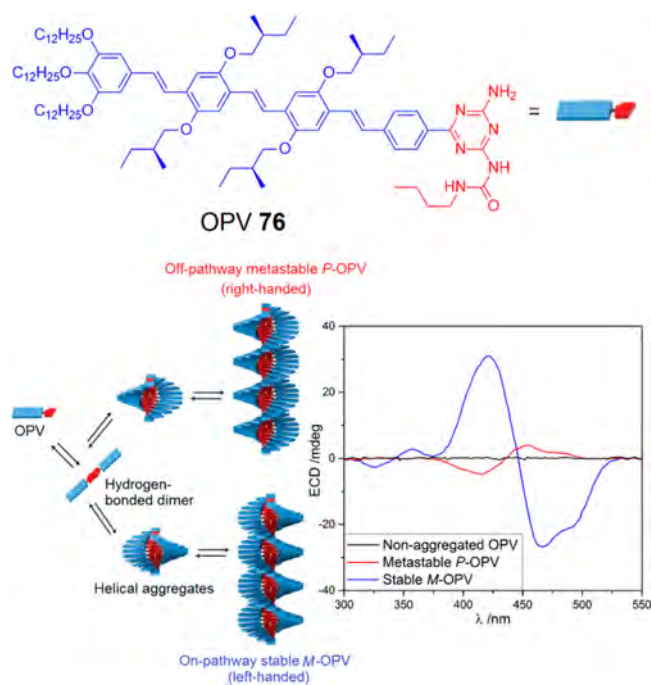 C12H25O
C12H25O
C12H25O
O
O
O
O
NH2
N
N
N
NH
HN
O
=
OPV 76
Off-pathway metastable P-OPV
(right-handed)
OPV
Hydrogen-
bonded dimer
Helical aggregates
On-pathway stable M-OPV
(left-handed)
ECD /mdeg
40
20
0
-20
-40
Non-aggregated OPV
Metastable P-OPV
Stable M-OPV
300
350
400
450
500
550
λ /nm